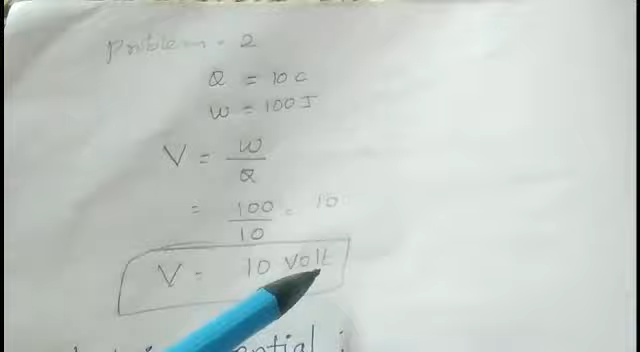 Problem - 2
Q = 10 C
W = 100 J
V = W
Q
= 100 = 10
10
V = 10 Volt